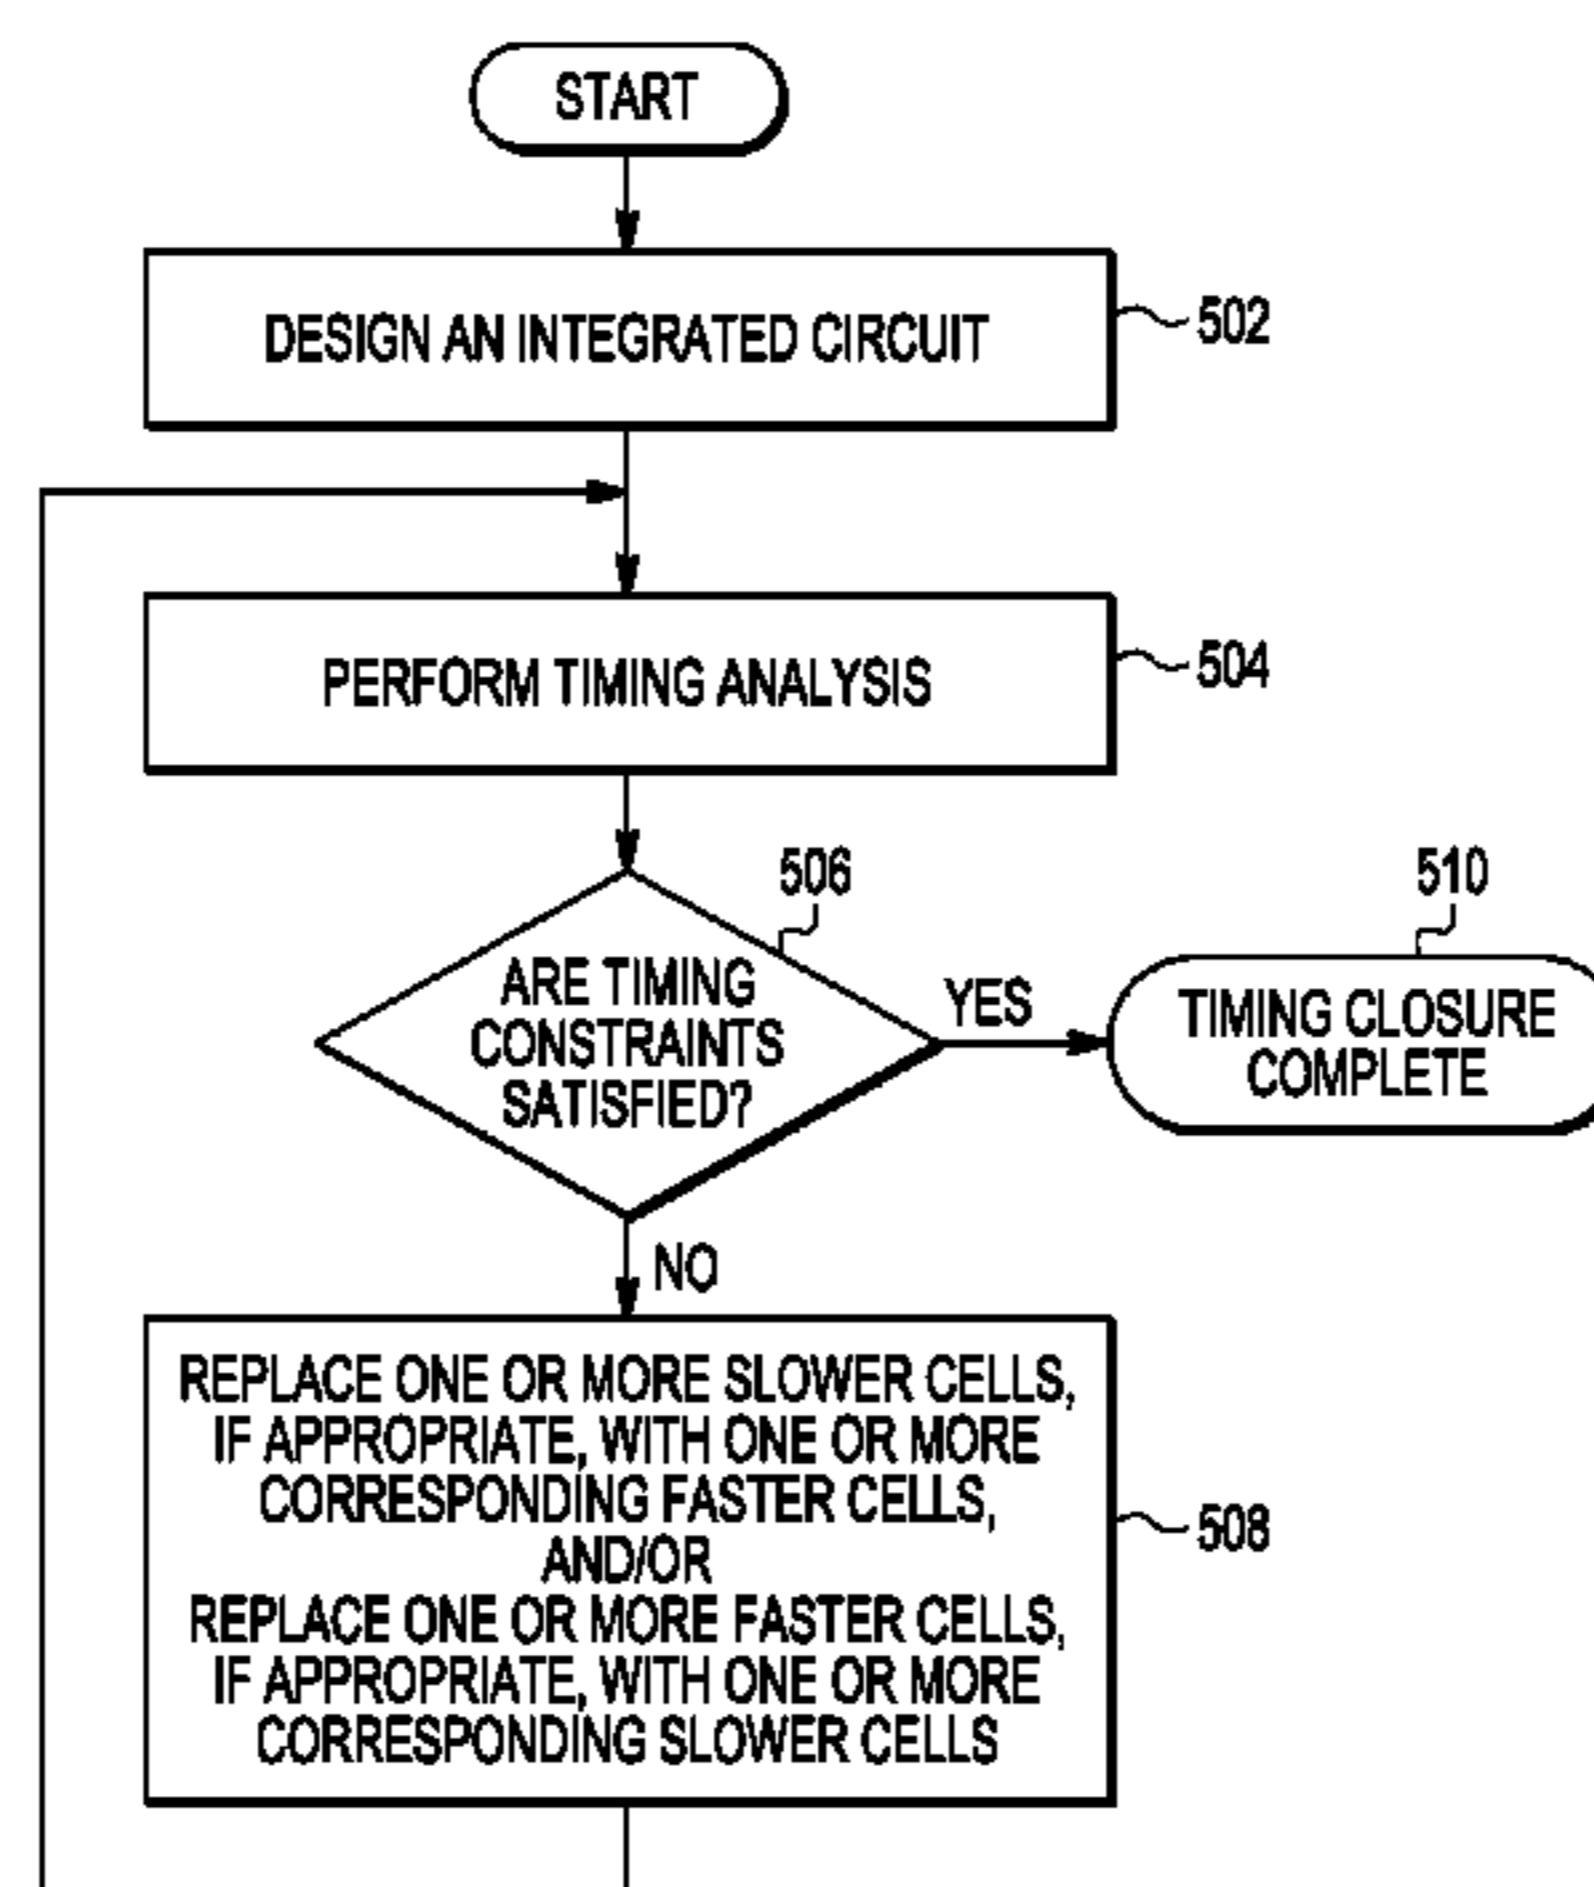 START
DESIGN AN INTEGRATED CIRCUIT
502
PERFORM TIMING ANALYSIS
504
506
ARE TIMING
CONSTRAINTS
SATISFIED?
YES
510
TIMING CLOSURE
COMPLETE
NO
REPLACE ONE OR MORE SLOWER CELLS,
IF APPROPRIATE, WITH ONE OR MORE
CORRESPONDING FASTER CELLS,
AND/OR
REPLACE ONE OR MORE FASTER CELLS,
IF APPROPRIATE, WITH ONE OR MORE
CORRESPONDING SLOWER CELLS
508